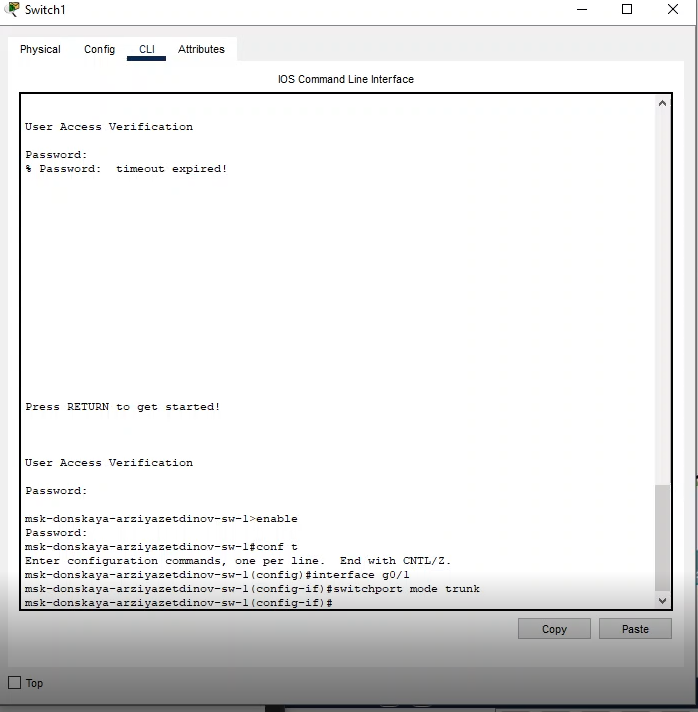 Switch1
Physical Config CLI Attributes
IOS Command Line Interface
User Access Verification
Password:
% Password:  timeout expired!
Press RETURN to get started!
User Access Verification
Password:
msk-donskaya-arziyazetdinov-sw-1>enable
Password:
msk-donskaya-arziyazetdinov-sw-1#conf t
Enter configuration commands, one per line.  End with CNTL/Z.
msk-donskaya-arziyazetdinov-sw-1(config)#interface g0/1
msk-donskaya-arziyazetdinov-sw-1(config-if)#switchport mode trunk
msk-donskaya-arziyazetdinov-sw-1(config-if)#
Copy Paste
Top